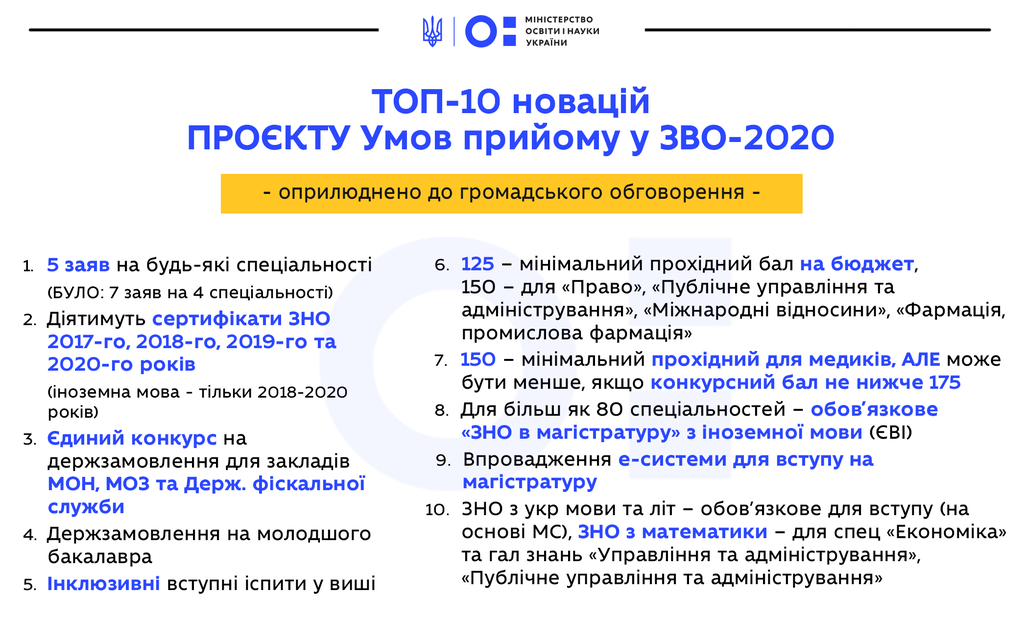 МІНІСТЕРСТВО
ОСВІТИ І НАУКИ
УКРАЇНИ
ТОП-10 новацій
ПРОЄКТУ Умов прийому у ЗВО-2020
- оприлюднено до громадського обговорення -
1. 5 заяв на будь-які спеціальності
(БУЛО: 7 заяв на 4 спеціальності)
2. Діятимуть сертифікати ЗНО
2017-го, 2018-го, 2019-го та
2020-го років
(іноземна мова - тільки 2018-2020
років)
3. Єдиний конкурс на
держзамовлення для закладів
МОН, МОЗ та Держ. фіскальної
служби
4. Держзамовлення на молодшого
бакалавра
5. Інклюзивні вступні іспити у виші
6. 125 – мінімальний прохідний бал на бюджет,
150 – для «Право», «Публічне управління та
адміністрування», «Міжнародні відносини», «Фармація,
промислова фармація»
7. 150 – мінімальний прохідний для медиків, АЛЕ може
бути менше, якщо конкурсний бал не нижче 175
8. Для більш як 80 спеціальностей – обов’язкове
«ЗНО в магістратуру» з іноземної мови (ЄВІ)
9. Впровадження е-системи для вступу на
магістратуру
10. ЗНО з укр мови та літ – обов’язкове для вступу (на
основі МС), ЗНО з математики – для спец «Економіка»
та гал знань «Управління та адміністрування»,
«Публічне управління та адміністрування»